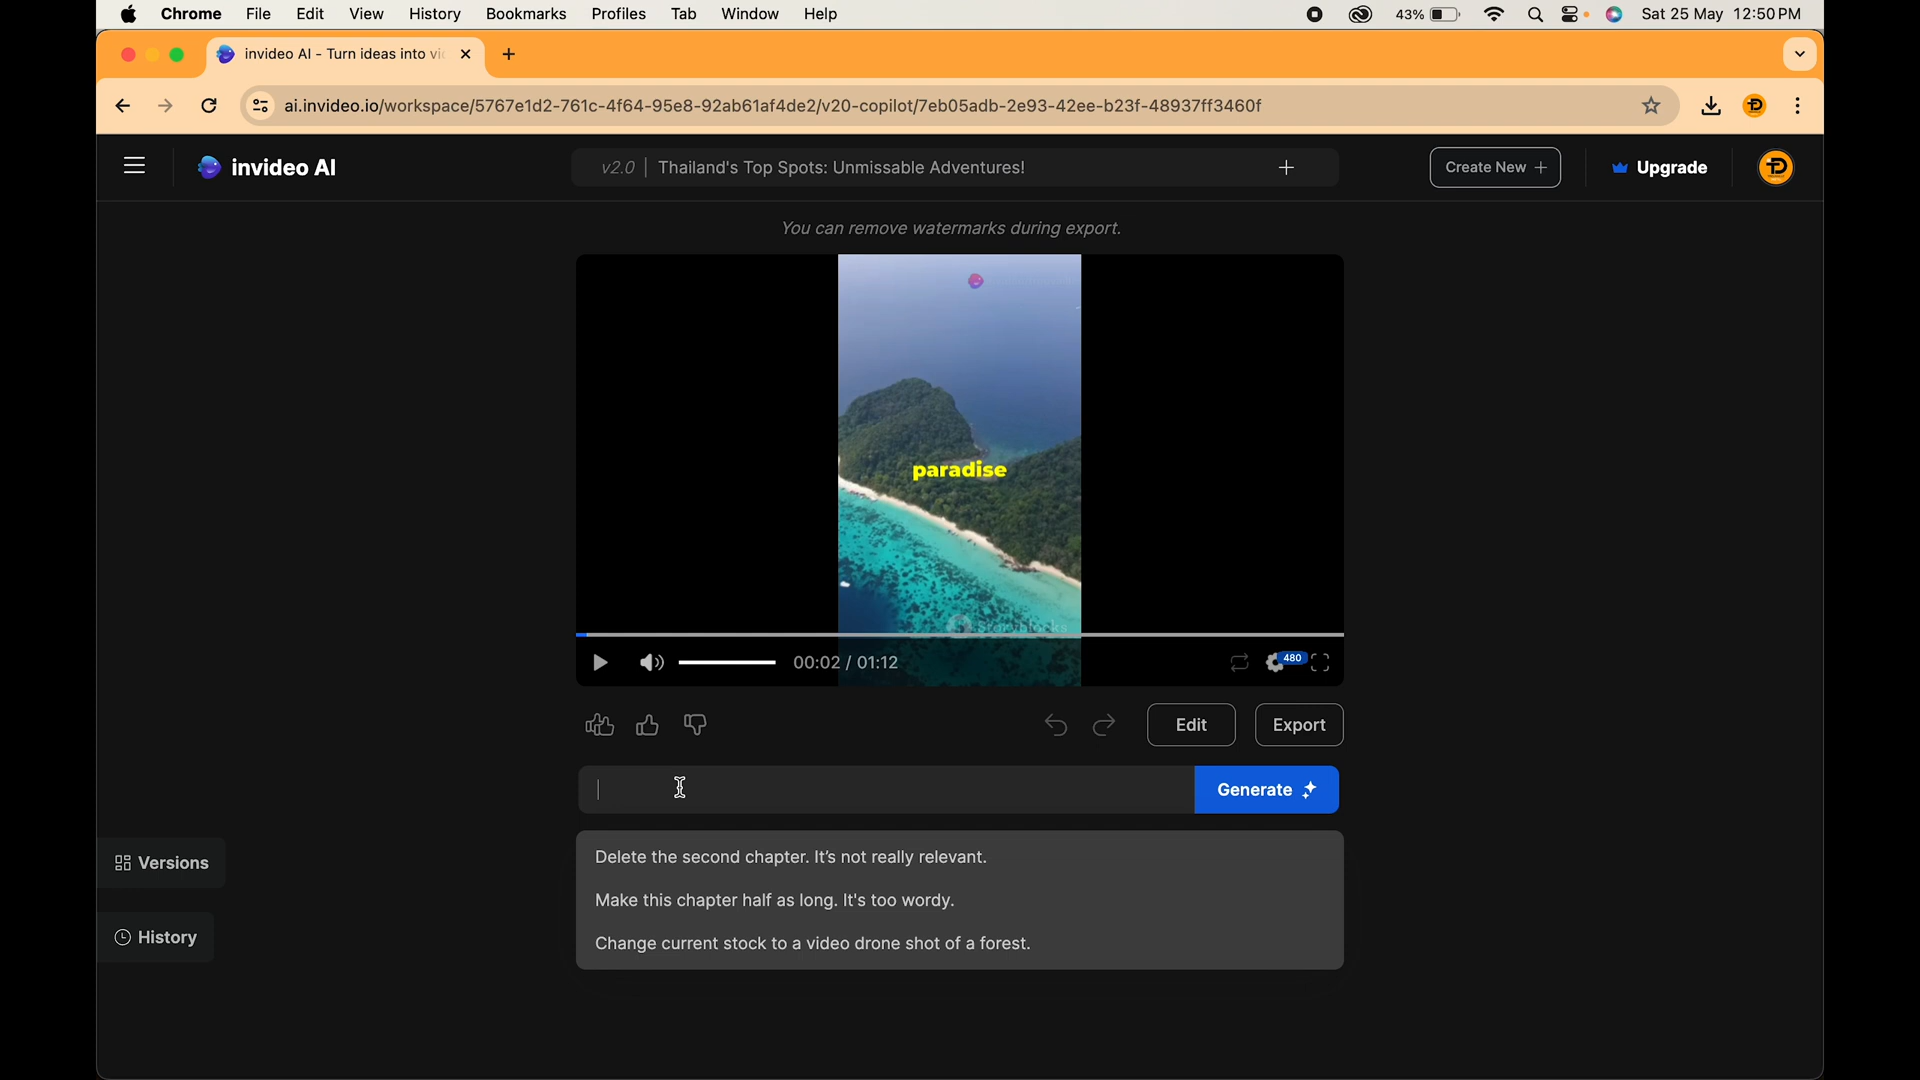 Chrome File Edit View History Bookmarks Profiles Tab Window Help 43% Sat 25 May 12:50 PM
invideo AI - Turn ideas into vi
ai.invideo.io/workspace/5767e1d2-761c-4f64-95e8-92ab61af4de2/v20-copilot/7eb05adb-2e93-42ee-b23f-48937ff3460f
invideo AI
v2.0 | Thailand's Top Spots: Unmissable Adventures! +
Create New +
Upgrade
You can remove watermarks during export.
paradise
Storyblocks
00:02 / 01:12
480
Edit
Export
Generate
Delete the second chapter. It's not really relevant.
Make this chapter half as long. It's too wordy.
Change current stock to a video drone shot of a forest.
Versions
History